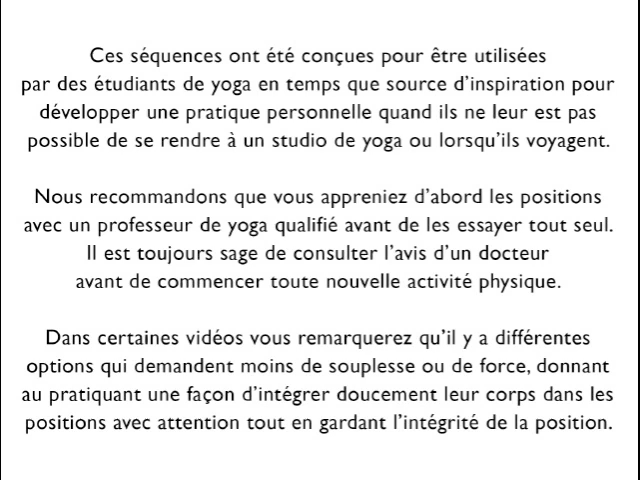 Ces séquences ont été conçues pour être utilisées
par des étudiants de yoga en temps que source d'inspiration pour
développer une pratique personnelle quand ils ne leur est pas
possible de se rendre à un studio de yoga ou lorsqu'ils voyagent.
Nous recommandons que vous appreniez d'abord les positions
avec un professeur de yoga qualifié avant de les essayer tout seul.
Il est toujours sage de consulter l'avis d'un docteur
avant de commencer toute nouvelle activité physique.
Dans certaines vidéos vous remarquerez qu'il y a différentes
options qui demandent moins de souplesse ou de force, donnant
au pratiquant une façon d'intégrer doucement leur corps dans les
positions avec attention tout en gardant l'intégrité de la position.